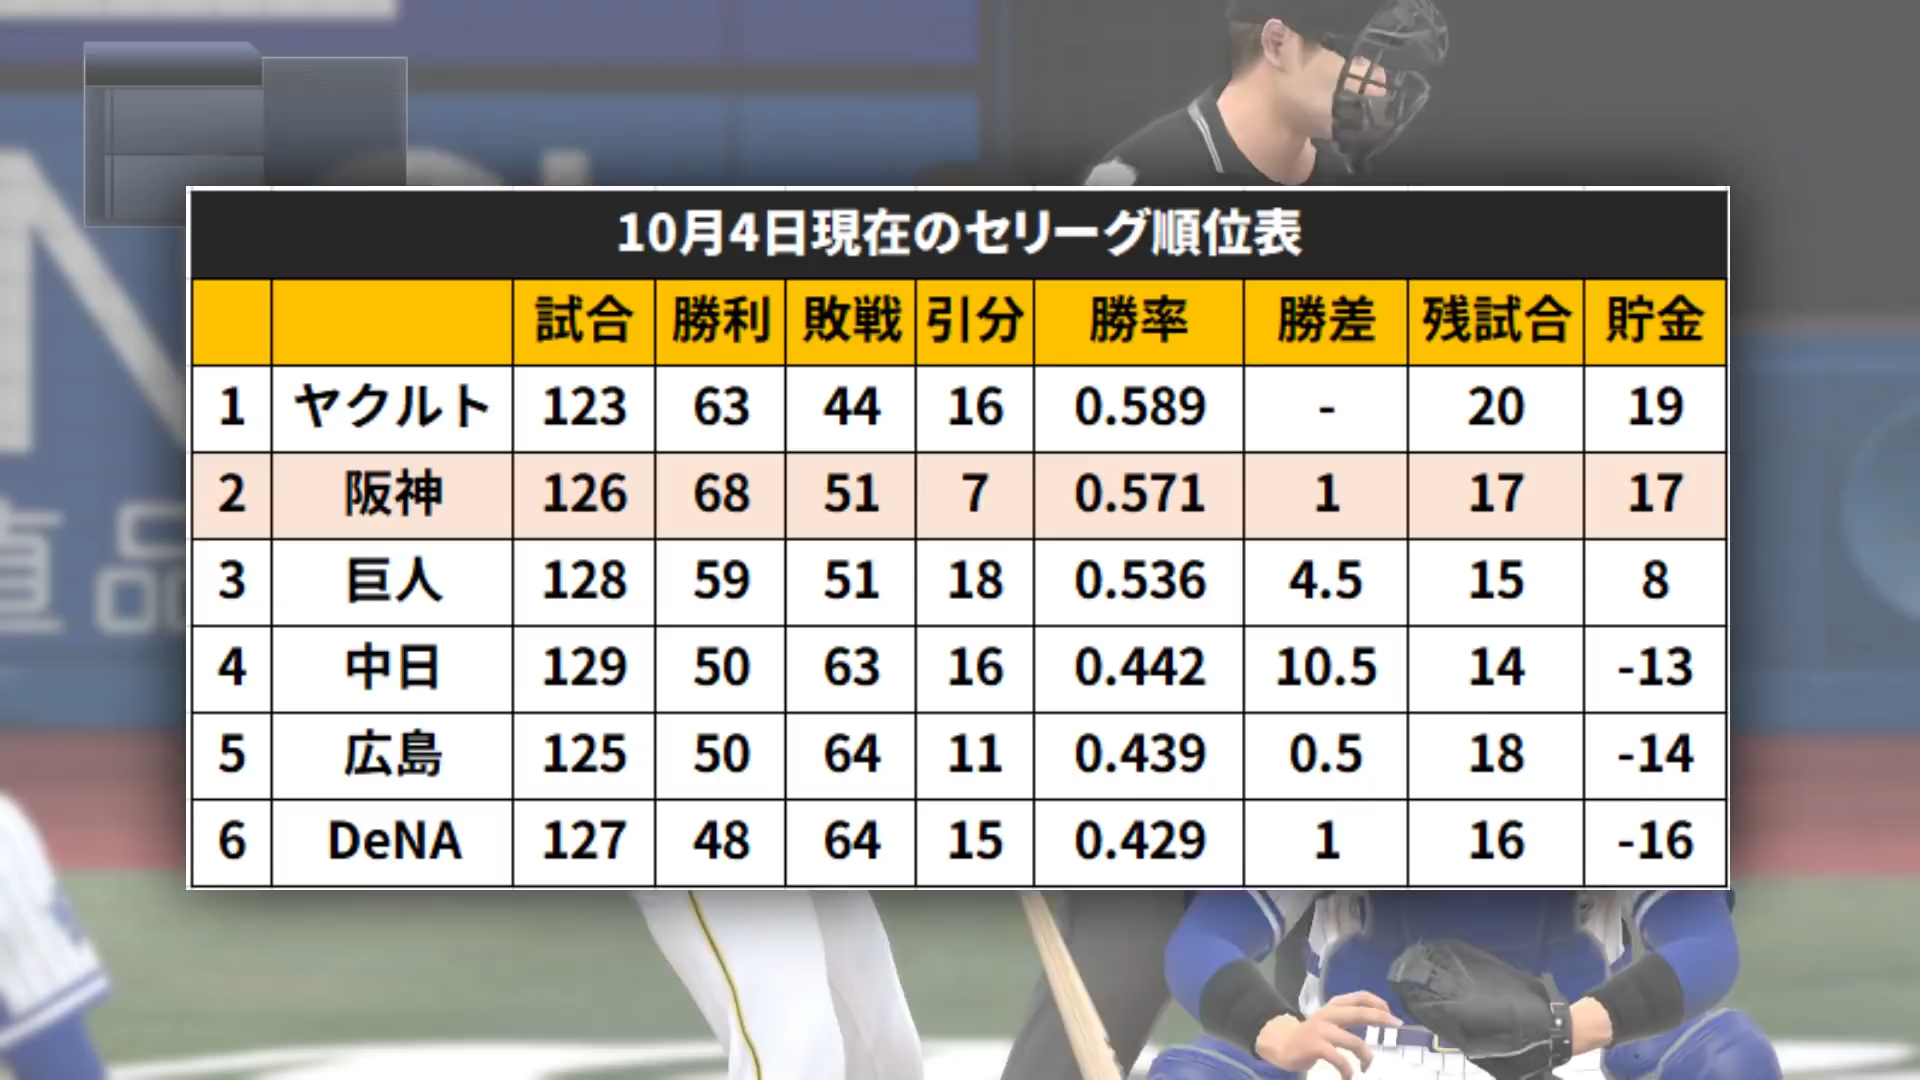 10月4日現在のセリーグ順位表
試合 勝利 敗戦 引分 勝率 勝差 残試合 貯金
1 ヤクルト 123 63 44 16 0.589 - 20 19
2 阪神 126 68 51 7 0.571 1 17 17
3 巨人 128 59 51 18 0.536 4.5 15 8
4 中日 129 50 63 16 0.442 10.5 14 -13
5 広島 125 50 64 11 0.439 0.5 18 -14
6 DeNA 127 48 64 15 0.429 1 16 -16